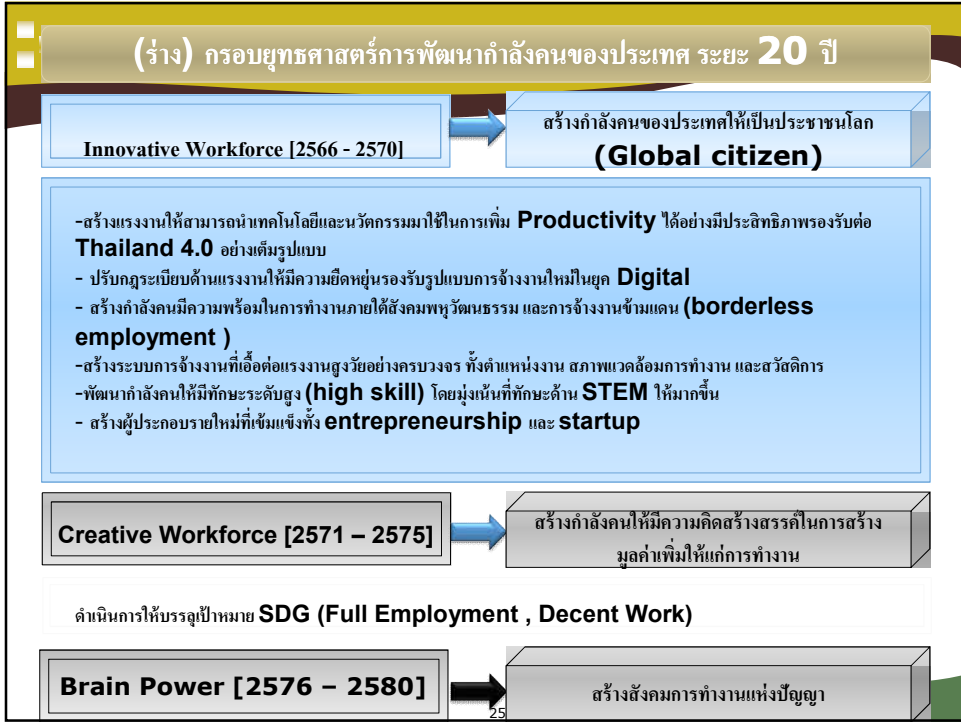 (ร่าง) กรอบยุทธศาสตร์การพัฒนากำลังคนของประเทศ ระยะ 20 ปี
Innovative Workforce [2566 - 2570]
สร้างกำลังคนของประเทศให้เป็นประชาชนโลก
(Global citizen)
-สร้างแรงงานให้สามารถนำเทคโนโลยีและนวัตกรรมมาใช้ในการเพิ่ม Productivity ได้อย่างมีประสิทธิภาพรองรับต่อ
Thailand 4.0 อย่างเต็มรูปแบบ
- ปรับกฎระเบียบด้านแรงงานให้มีความยืดหยุ่นรองรับรูปแบบการจ้างงานใหม่ในยุค Digital
- สร้างกำลังคนมีความพร้อมในการทำงานภายใต้สังคมพหุวัฒนธรรม และการจ้างงานข้ามแดน (borderless
employment )
-สร้างระบบการจ้างงานที่เอื้อต่อแรงงานสูงวัยอย่างครบวงจร ทั้งตำแหน่งงาน สภาพแวดล้อมการทำงาน และสวัสดิการ
-พัฒนากำลังคนให้มีทักษะระดับสูง (high skill) โดยมุ่งเน้นที่ทักษะด้าน STEM ให้มากขึ้น
- สร้างผู้ประกอบรายใหม่ที่เข้มแข็งทั้ง entrepreneurship และ startup
Creative Workforce [2571 – 2575]
สร้างกำลังคนให้มีความคิดสร้างสรรค์ในการสร้าง
มูลค่าเพิ่มให้แก่การทำงาน
ดำเนินการให้บรรลุเป้าหมาย SDG (Full Employment , Decent Work)
Brain Power [2576 – 2580]
สร้างสังคมการทำงานแห่งปัญญา
25